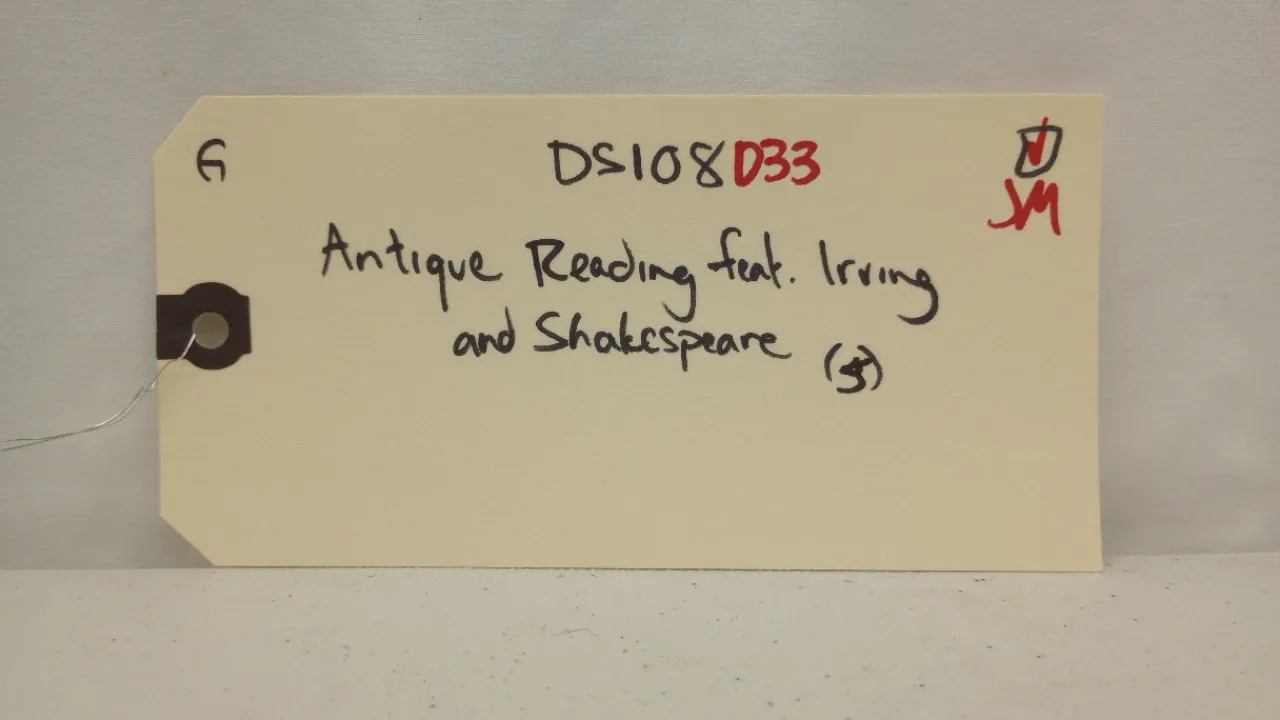 G
DS108D33
JM
Antique Reading feat. Irving
and Shakespeare (5)